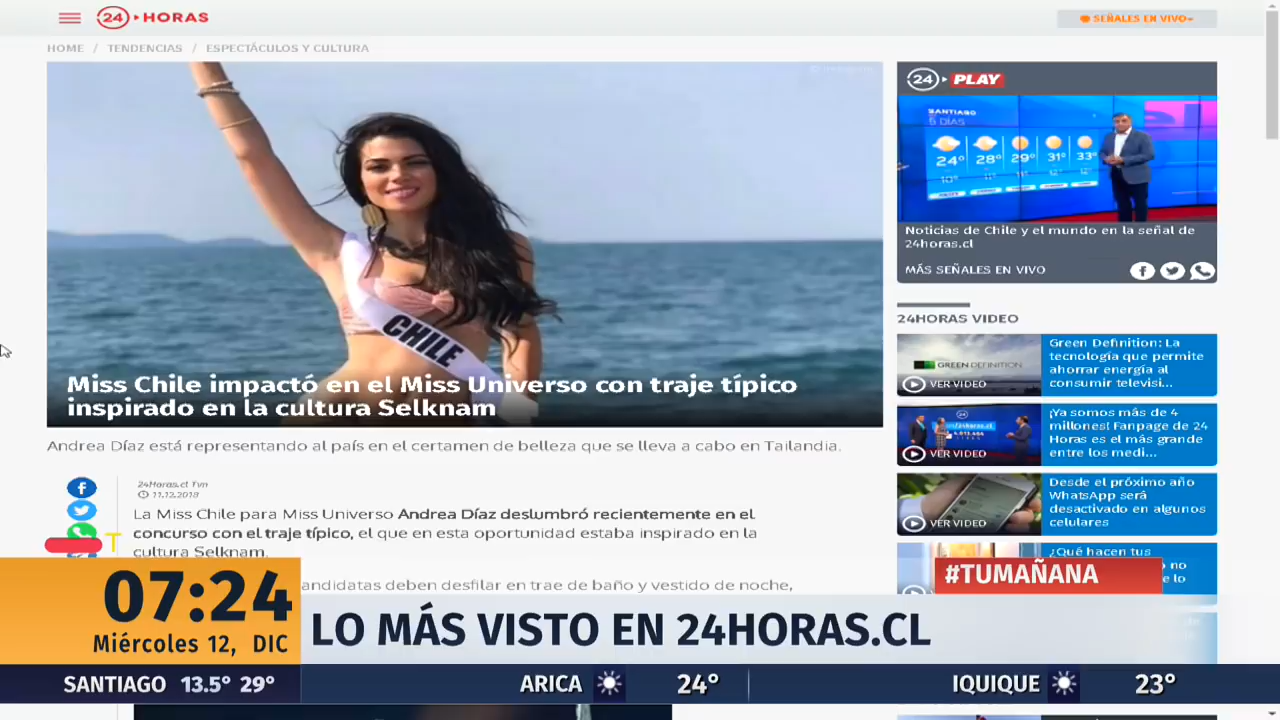 24 HORAS
SEÑALES EN VIVO
HOME / TENDENCIAS / ESPECTÁCULOS Y CULTURA
CHILE
Miss Chile impactó en el Miss Universo con traje típico
inspirado en la cultura Selknam
Andrea Díaz está representando al país en el certamen de belleza que se lleva a cabo en Tailandia.
24Horas.cl Tvn
11.12.2018
La Miss Chile para Miss Universo Andrea Díaz deslumbró recientemente en el
concurso con el traje típico, el que en esta oportunidad estaba inspirado en la
cultura Selknam.
andidatas deben desfilar en trae de baño y vestido de noche,
24 PLAY
SANTIAGO
5 DÍAS
24° 28° 29° 31° 33°
Noticias de Chile y el mundo en la señal de
24horas.cl
MÁS SEÑALES EN VIVO
24HORAS VIDEO
GREEN DEFINITION
VER VIDEO
Green Definition: La
tecnología que permite
ahorrar energía al
consumir televisi...
VER VIDEO
¡Ya somos más de 4
millones! Fanpage de 24
Horas es el más grande
entre los medi...
VER VIDEO
Desde el próximo año
WhatsApp será
desactivado en algunos
celulares
¿Qué hacen tus
no
e lo
T
#TUMAÑANA
07:24
Miércoles 12, DIC
LO MÁS VISTO EN 24HORAS.CL
SANTIAGO 13.5° 29°
ARICA 24°
IQUIQUE 23°